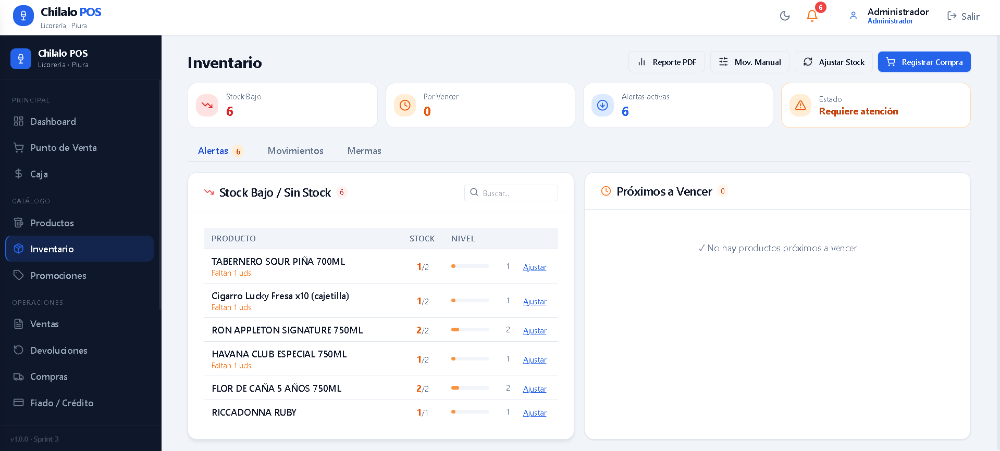 Chilalo POS
Licorería · Piura
6
Administrador
Administrador
Salir
Chilalo POS
Licorería · Piura
PRINCIPAL
Dashboard
Punto de Venta
Caja
CATÁLOGO
Productos
Inventario
Promociones
OPERACIONES
Ventas
Devoluciones
Compras
Fiado / Crédito
v1.0.0 · Sprint 3
Inventario
Reporte PDF
Mov. Manual
Ajustar Stock
Registrar Compra
Stock Bajo
6
Por Vencer
0
Alertas activas
6
Estado
Requiere atención
Alertas 6
Movimientos
Mermas
Stock Bajo / Sin Stock 6
Buscar...
PRODUCTO STOCK NIVEL
TABERNERO SOUR PIÑA 700ML
Faltan 1 uds.
1/2 1 Ajustar
Cigarro Lucky Fresa x10 (cajetilla)
Faltan 1 uds.
1/2 1 Ajustar
RON APPLETON SIGNATURE 750ML 2/2 2 Ajustar
HAVANA CLUB ESPECIAL 750ML
Faltan 1 uds.
1/2 1 Ajustar
FLOR DE CAÑA 5 AÑOS 750ML 2/2 2 Ajustar
RICCADONNA RUBY 1/1 1 Ajustar
Próximos a Vencer 0
✓ No hay productos próximos a vencer